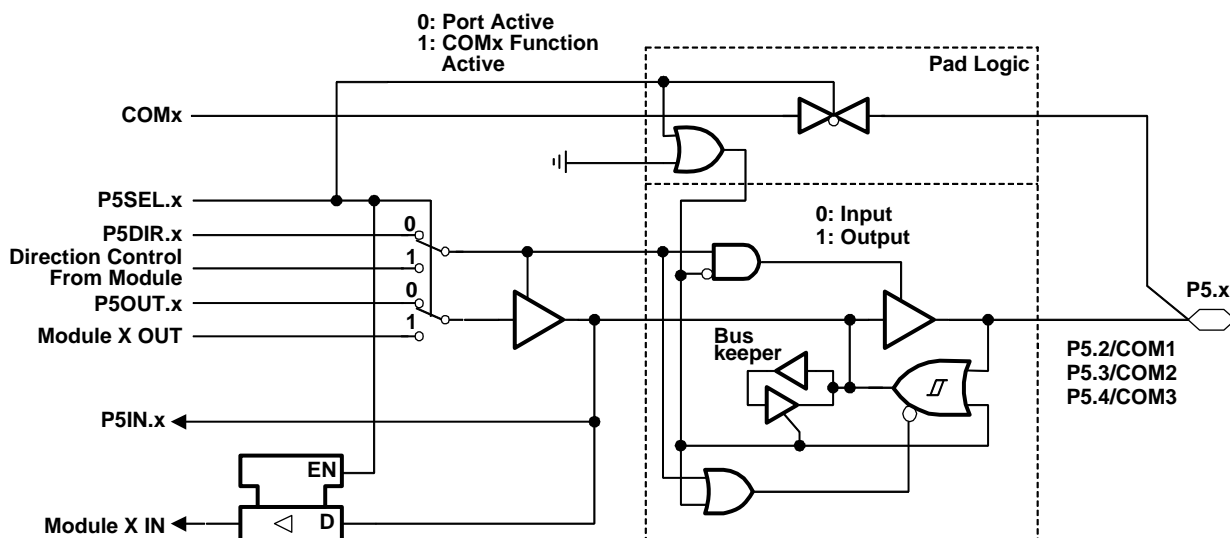 0: Port Active
1: COMx Function
Active
Pad Logic
COMx
P5SEL.x
0
P5DIR.x
Direction Control
From Module
1
0
P5OUT.x
1
Module X OUT
0: Input
1: Output
P5.x
Bus
keeper
P5.2/COM1
P5.3/COM2
P5.4/COM3
P5IN.x
EN
D
Module X IN